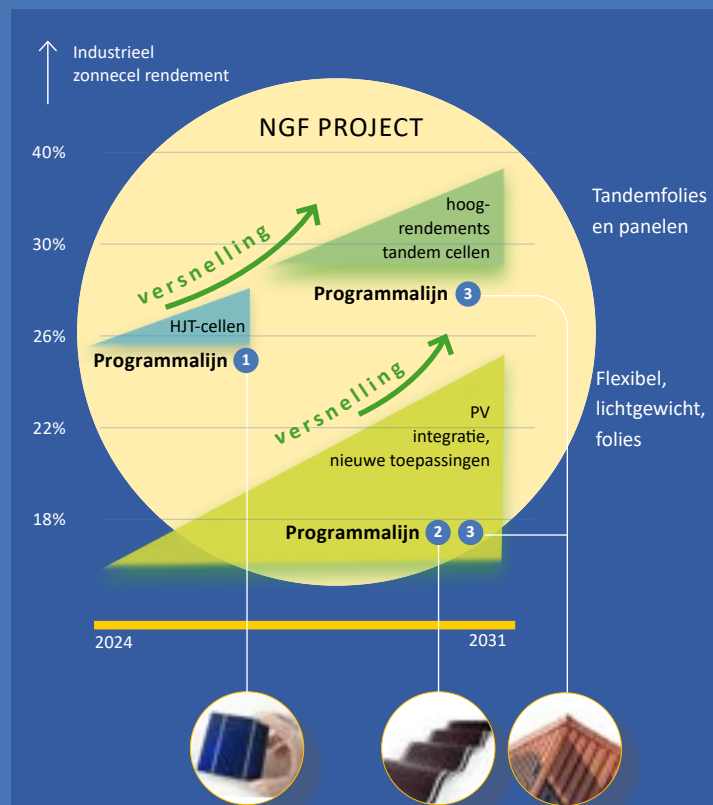 Industrieel
zonnecel rendement
NGF PROJECT
40%
30%
26%
22%
18%
versnelling
hoog-
rendements
tandem cellen
Tandemfolies
en panelen
Programmalijn 3
HJT-cellen
Programmalijn 1
versnelling
PV
integratie,
nieuwe toepassingen
Flexibel,
lichtgewicht,
folies
Programmalijn 2 3
2024
2031